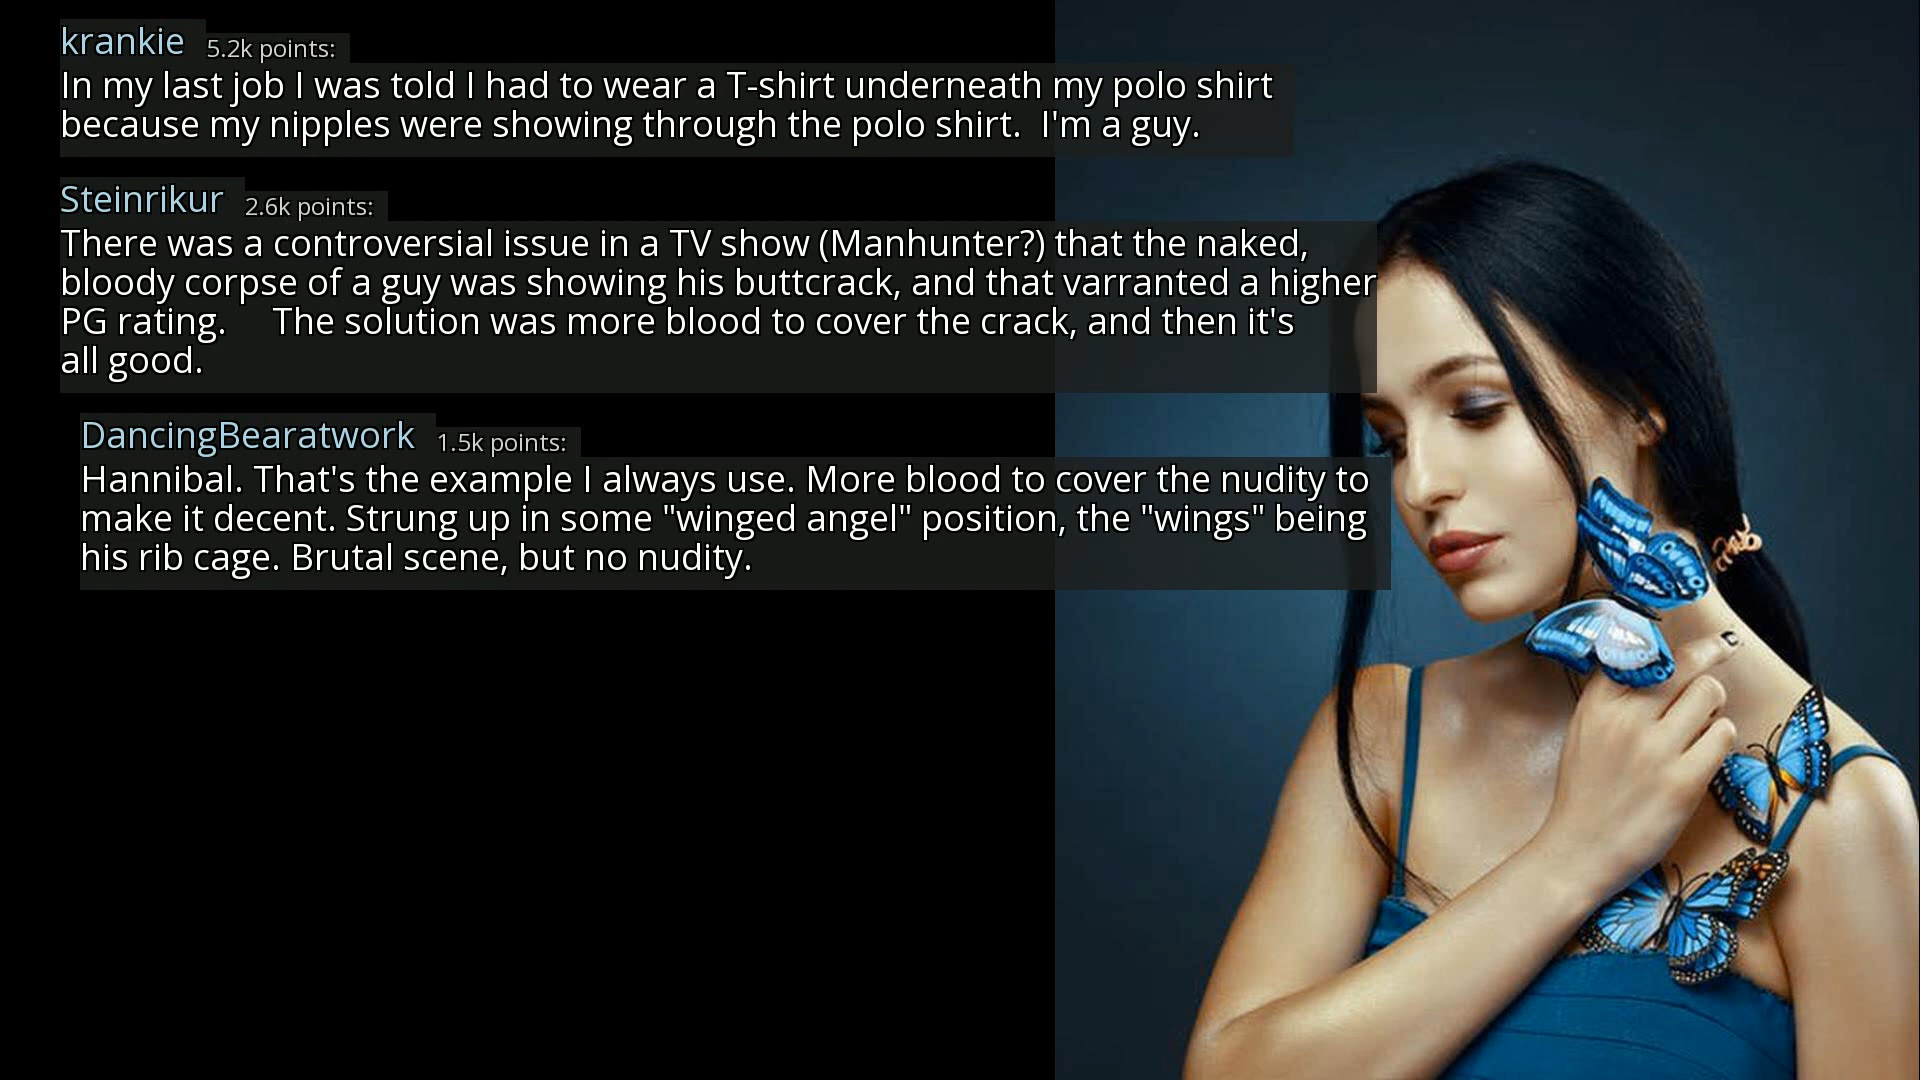 krankie 5.2k points:
In my last job I was told I had to wear a T-shirt underneath my polo shirt
because my nipples were showing through the polo shirt.  I'm a guy.
Steinrikur 2.6k points:
There was a controversial issue in a TV show (Manhunter?) that the naked,
bloody corpse of a guy was showing his buttcrack, and that varranted a higher
PG rating.     The solution was more blood to cover the crack, and then it's
all good.
DancingBearatwork 1.5k points:
Hannibal. That's the example I always use. More blood to cover the nudity to
make it decent. Strung up in some "winged angel" position, the "wings" being
his rib cage. Brutal scene, but no nudity.